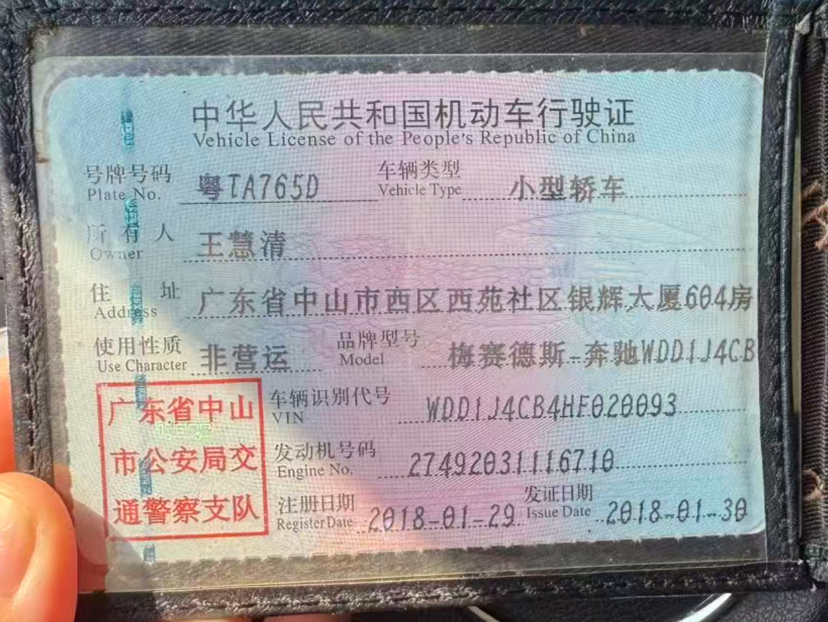 中华人民共和国机动车行驶证
Vehicle License of the People's Republic of China
号牌号码 粤TA765D 车辆类型 小型轿车
Plate No. Vehicle Type
所有人 王慧清
Owner
住址 广东省中山市西区西苑社区银辉大厦604房
Address
使用性质 非营运 品牌型号 梅赛德斯-奔驰WDD1J4CB
Use Character Model
广东省中山
市公安局交
通警察支队
车辆识别代号 WDD1J4CB4HF020093
VIN
发动机号码 27492031116710
Engine No.
注册日期 2018-01-29 发证日期 2018-01-30
Register Date Issue Date